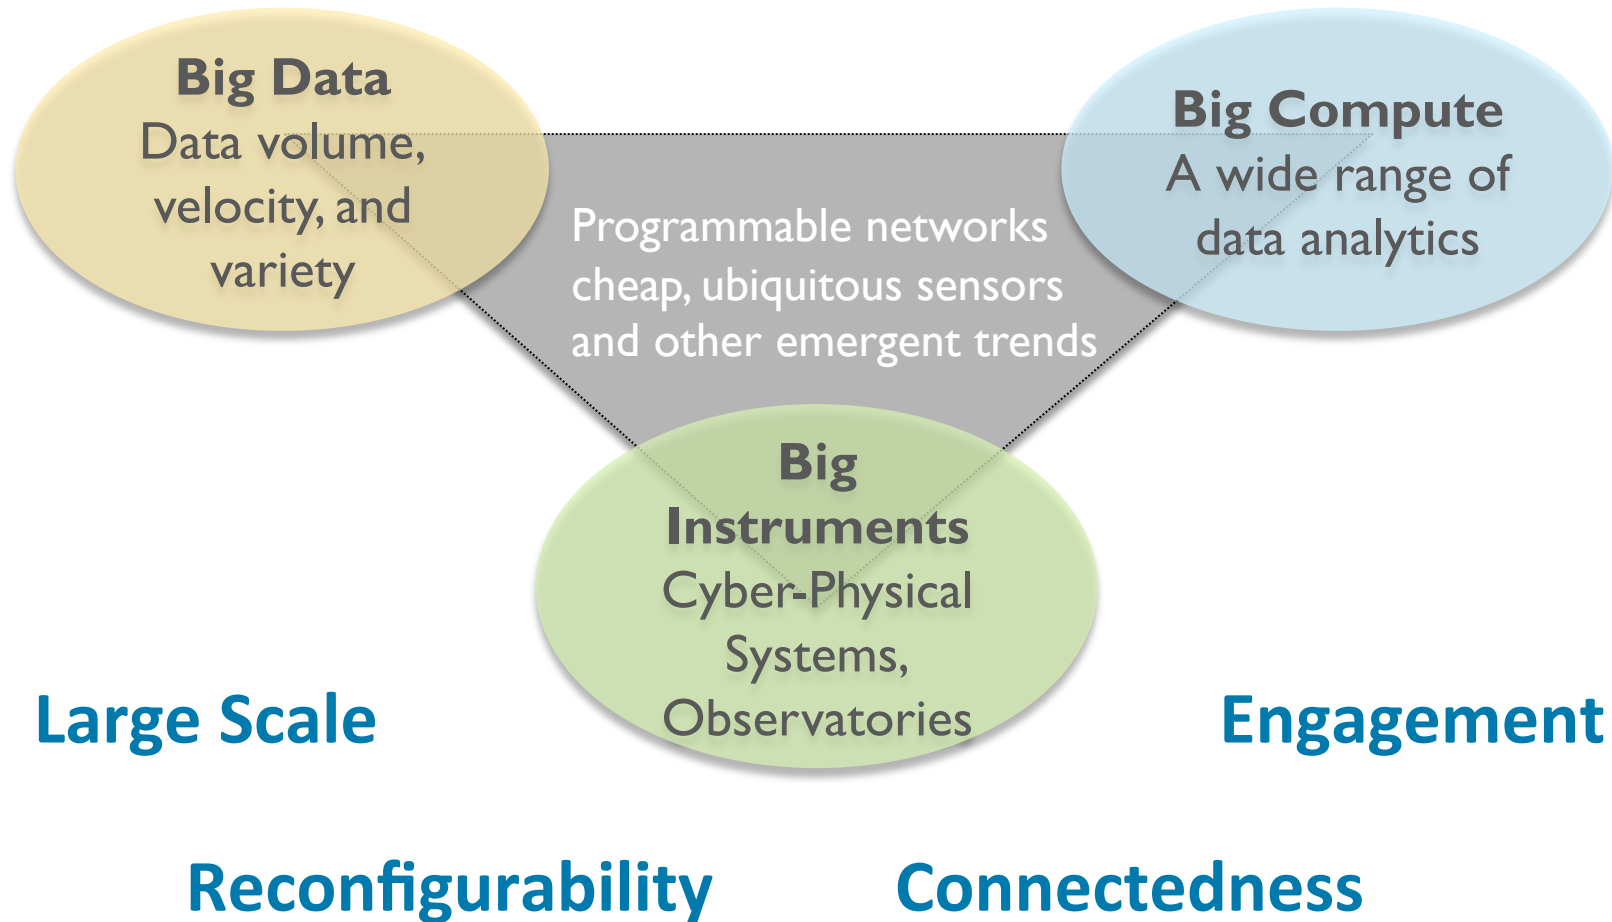 Big Data
Data volume,
velocity, and
variety
Big Compute
A wide range of
data analytics
Programmable networks
cheap, ubiquitous sensors
and other emergent trends
Big
Instruments
Cyber-Physical
Systems,
Observatories
Large Scale
Engagement
Reconfigurability
Connectedness